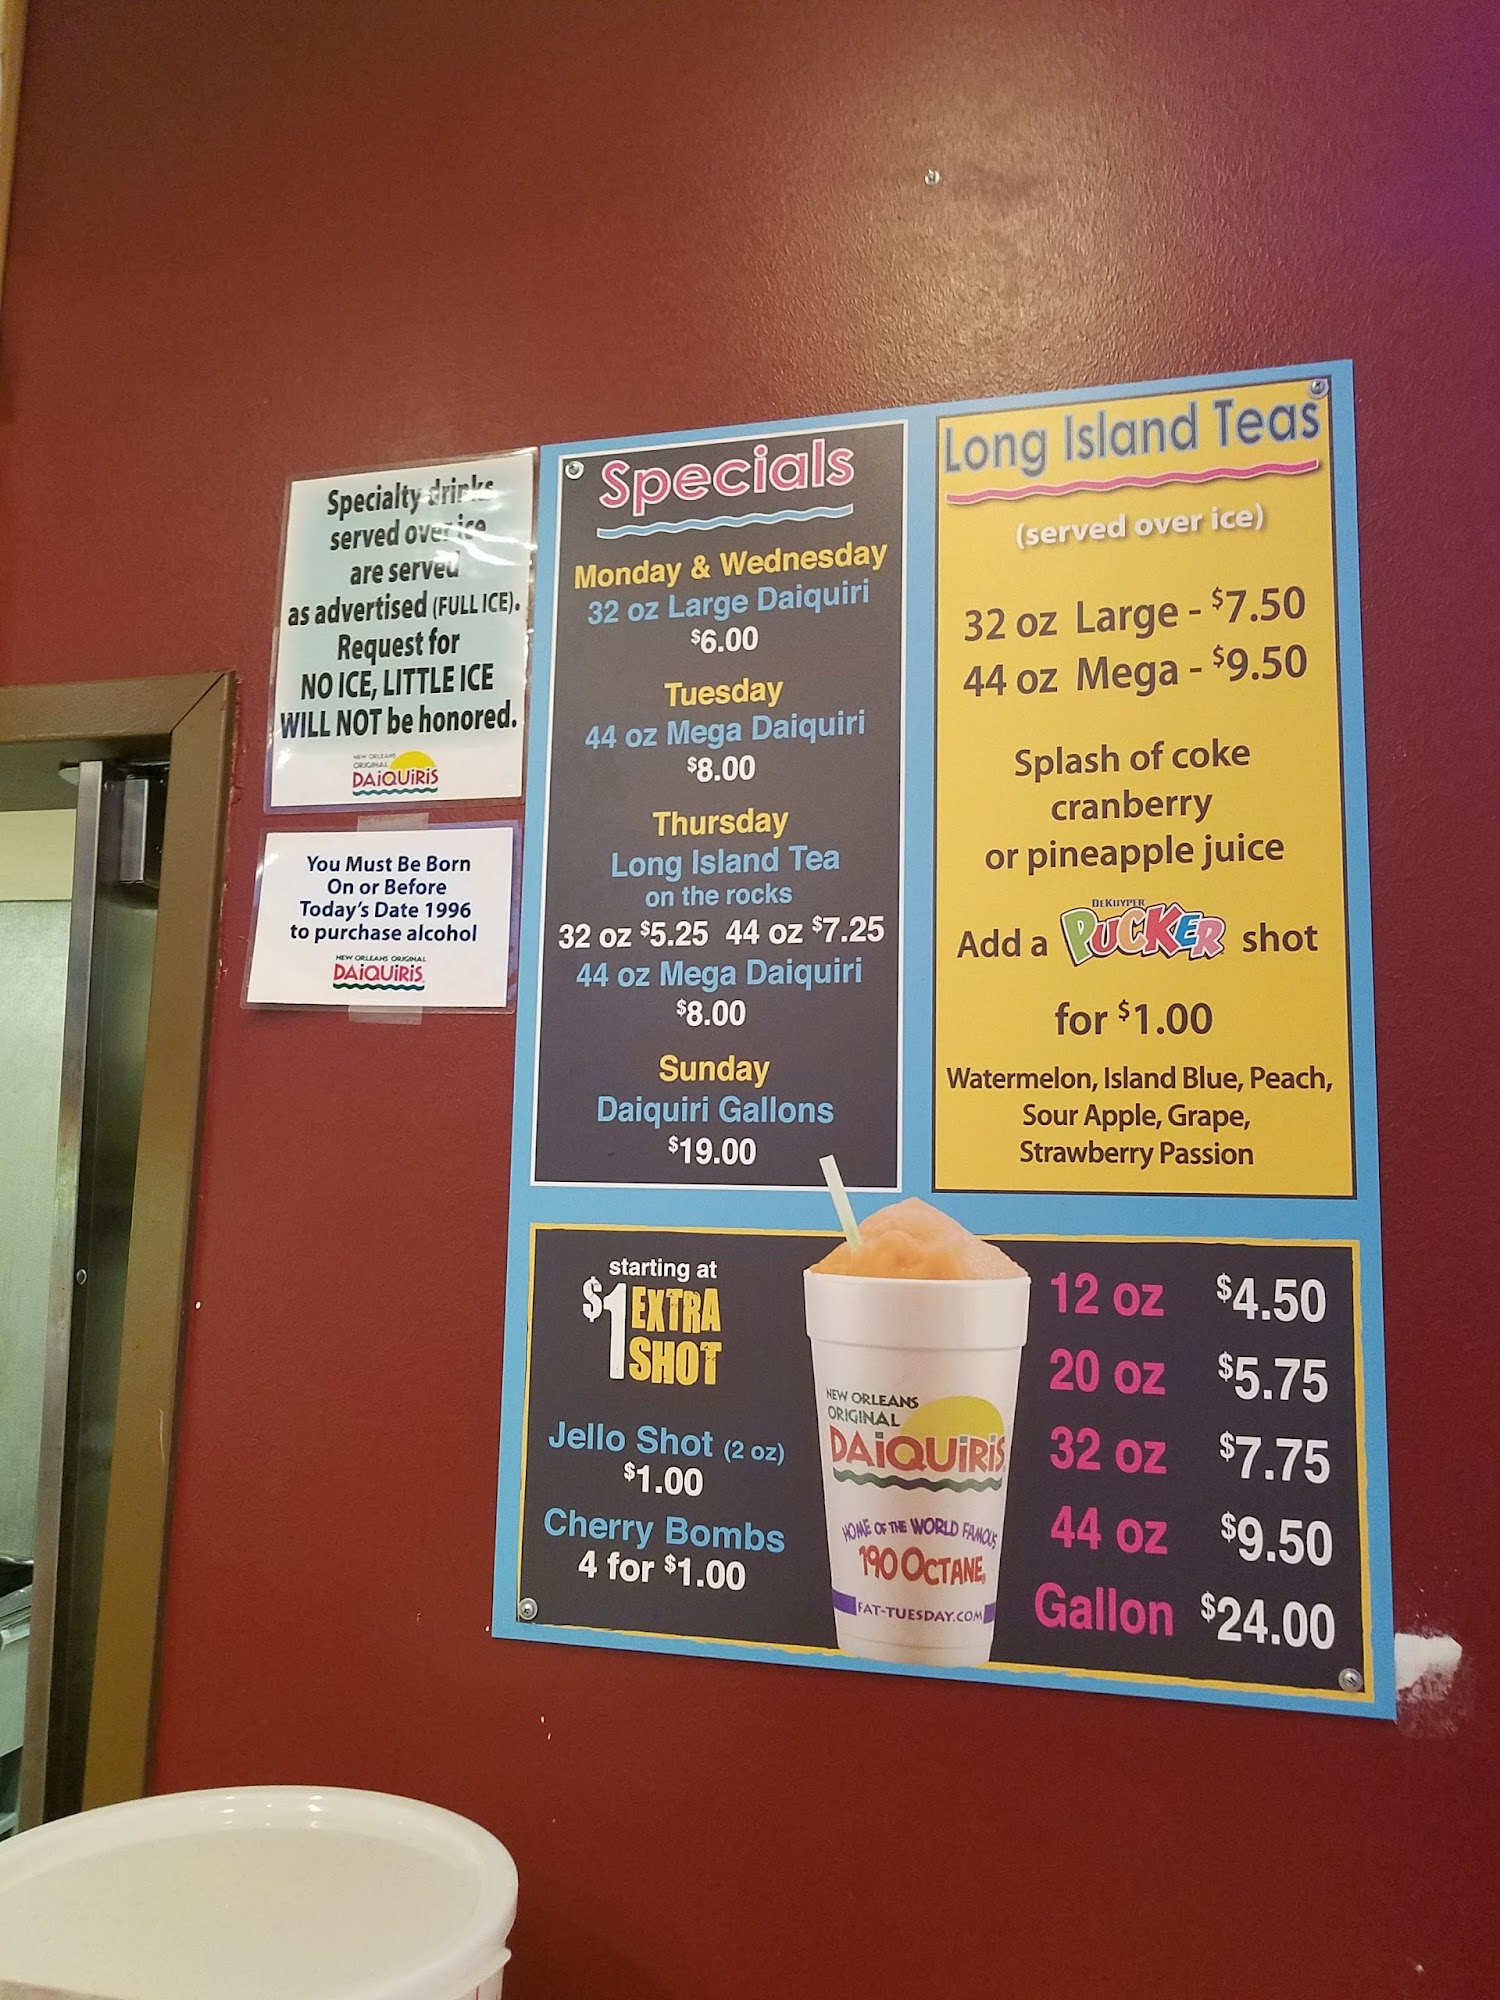 Specialty drinks
served over ice
are served
as advertised (FULL ICE).
Request for
NO ICE, LITTLE ICE
WILL NOT be honored.
NEW ORLEANS
ORIGINAL
DAiQUiRiS
You Must Be Born
On or Before
Today's Date 1996
to purchase alcohol
NEW ORLEANS ORIGINAL
DAiQUiRiS
Specials
Monday & Wednesday
32 oz Large Daiquiri
$6.00
Tuesday
44 oz Mega Daiquiri
$8.00
Thursday
Long Island Tea
on the rocks
32 oz $5.25 44 oz $7.25
44 oz Mega Daiquiri
$8.00
Sunday
Daiquiri Gallons
$19.00
Long Island Teas
(served over ice)
32 oz Large - $7.50
44 oz Mega - $9.50
Splash of coke
cranberry
or pineapple juice
DEKUYPER
Add a PUCKER shot
for $1.00
Watermelon, Island Blue, Peach,
Sour Apple, Grape,
Strawberry Passion
starting at
$1 EXTRA
SHOT
Jello Shot (2 oz)
$1.00
Cherry Bombs
4 for $1.00
NEW ORLEANS
ORIGINAL
DAiQUiRiS
HOME OF THE WORLD FAMOUS
190 OCTANE
FAT-TUESDAY.COM
12 oz $4.50
20 oz $5.75
32 oz $7.75
44 oz $9.50
Gallon $24.00